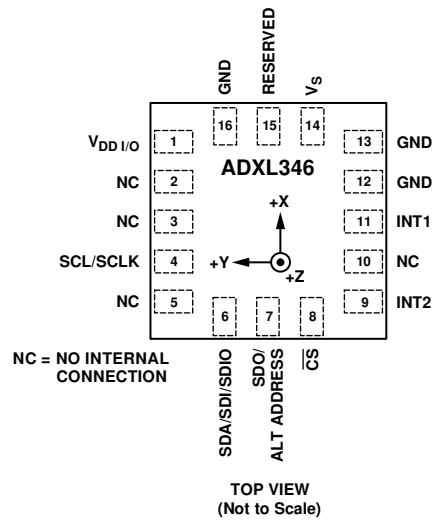 GND
RESERVED
VS
16
15
14
VDD I/O
1
13
GND
ADXL346
NC
2
12
GND
+X
NC
3
11
INT1
SCL/SCLK
4
+Y
+Z
10
NC
NC
5
9
INT2
6
7
8
NC = NO INTERNAL
CONNECTION
SDA/SDI/SDIO
SDO/
ALT ADDRESS
C̅S̅
TOP VIEW
(Not to Scale)